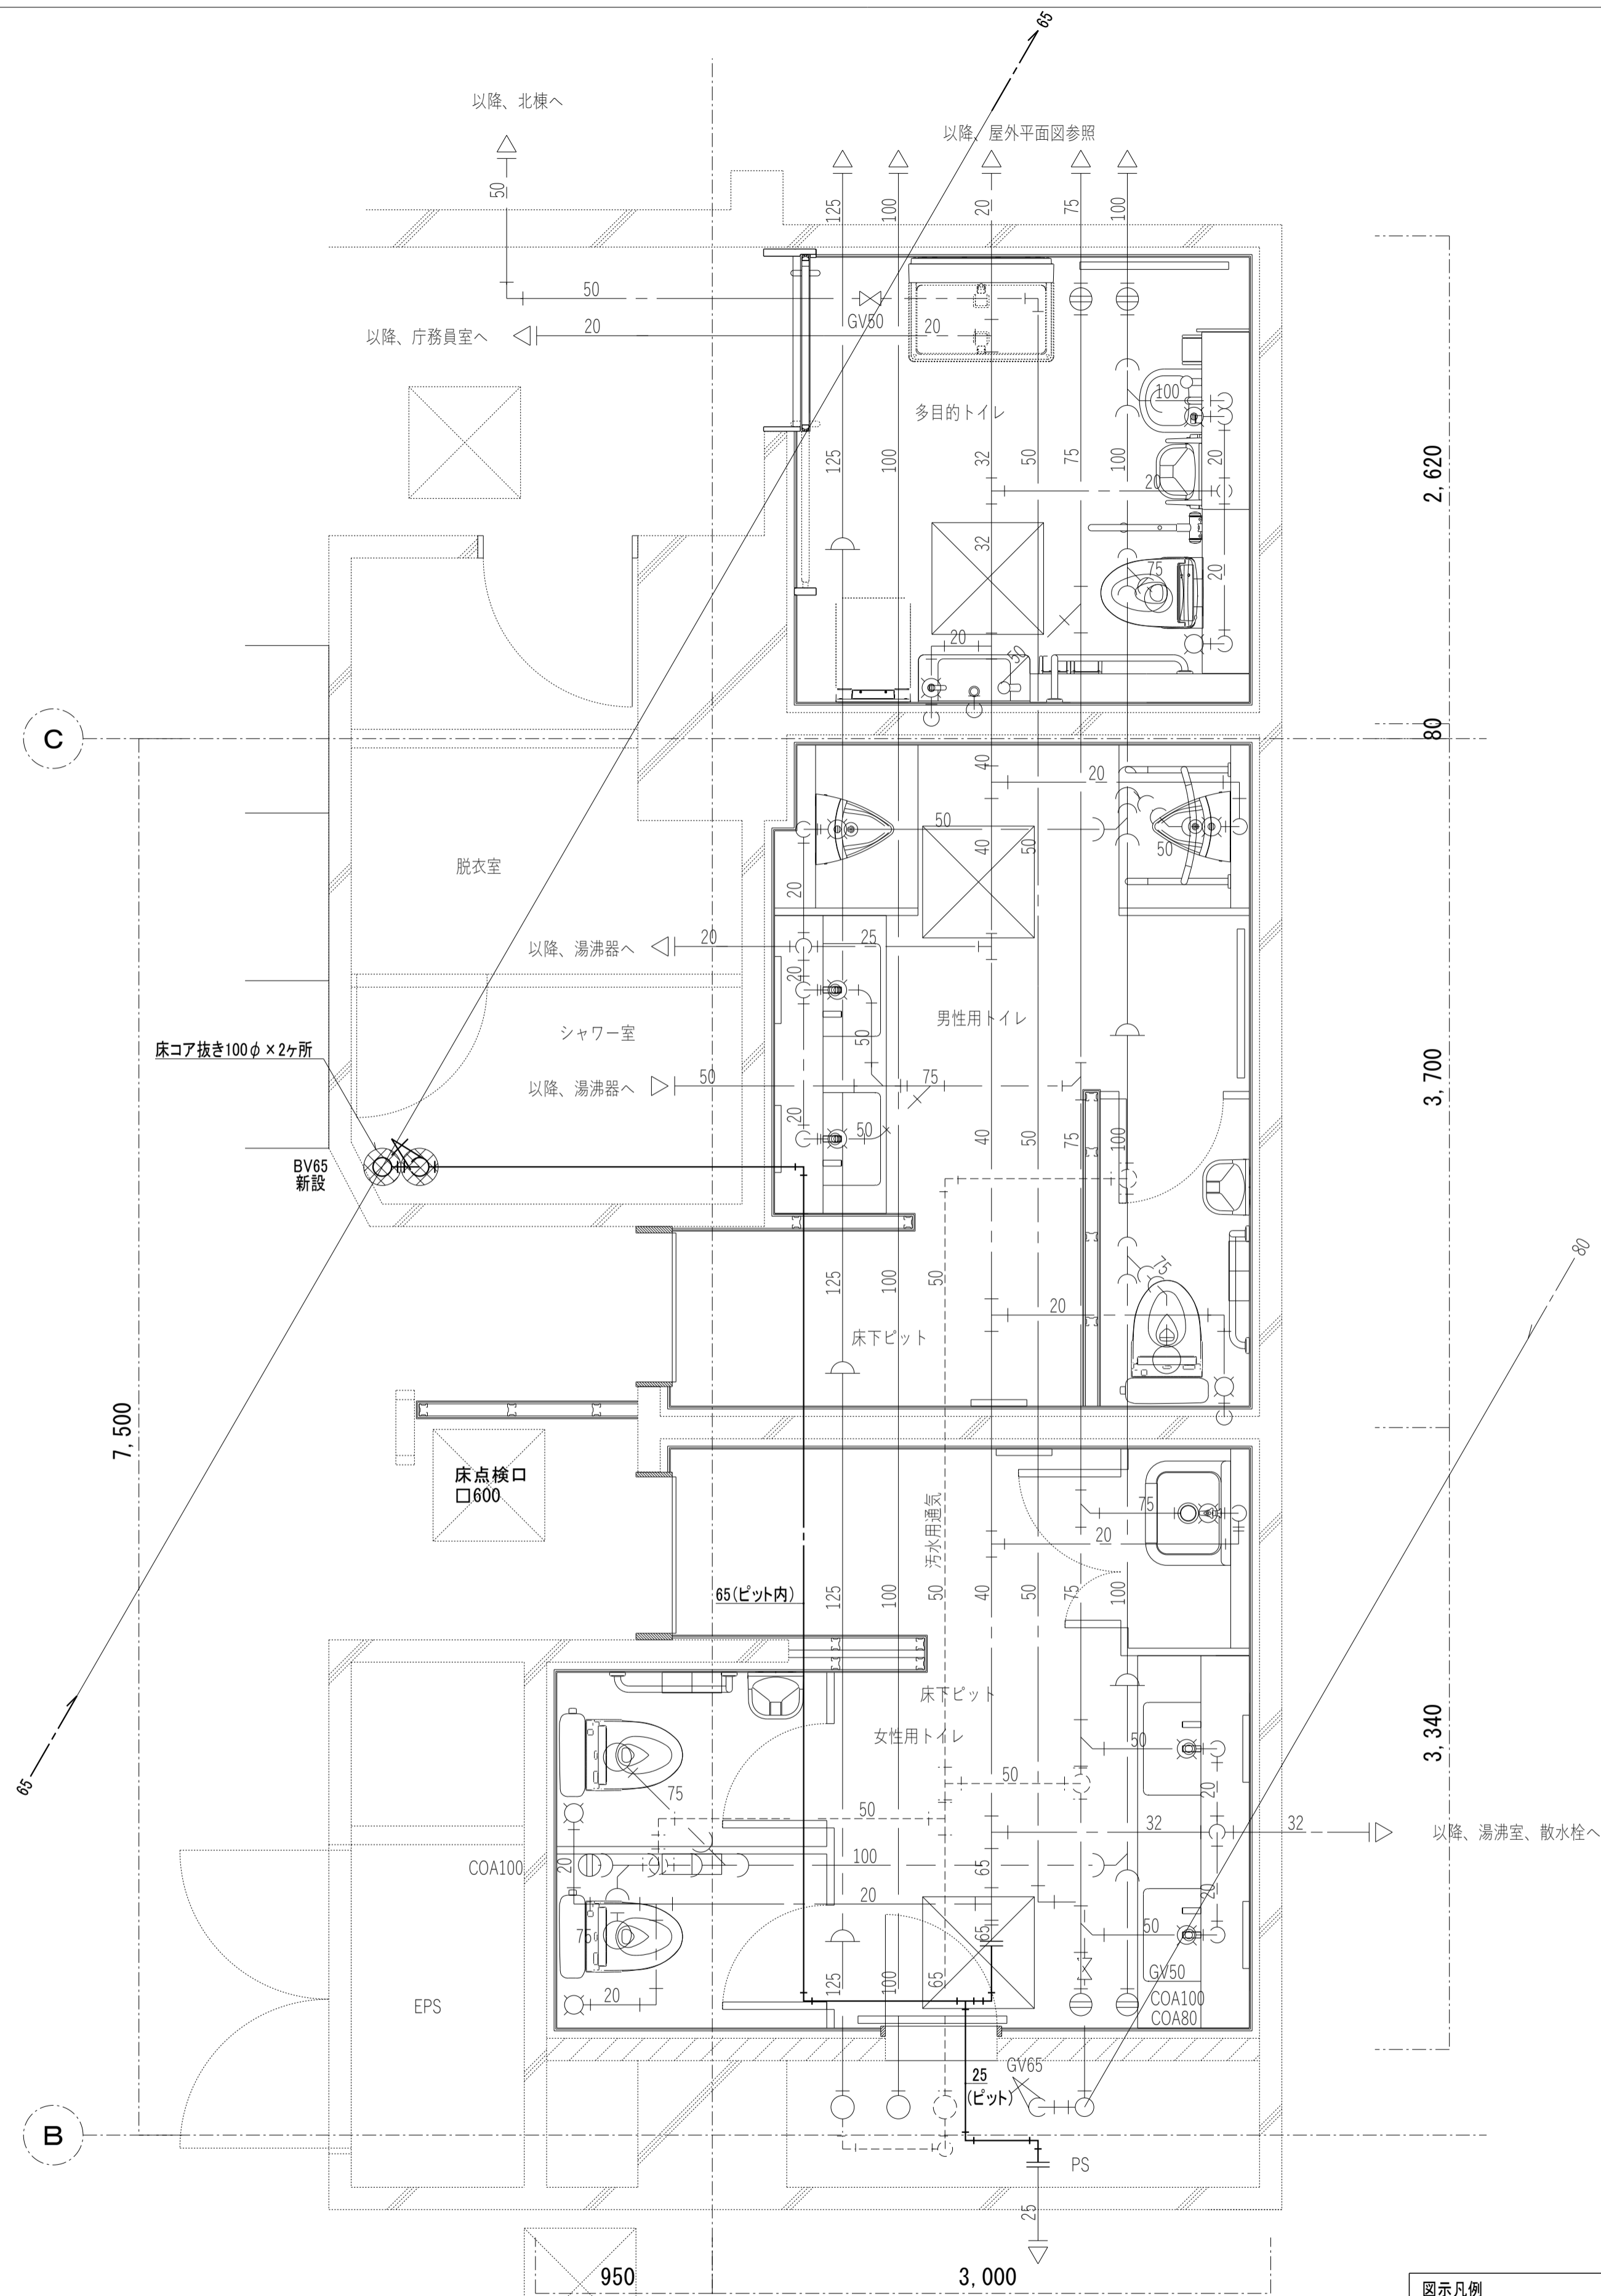 65
以降、北棟へ
以降、屋外平面図参照
50
125
100
20
75
100
50
GV50
以降、庁務員室へ
20
20
多目的トイレ
100
125
100
32
50
75
100
20
20
2,620
32
75
20
20
50
C
80
40
20
50
40
50
50
脱衣室
20
以降、湯沸器へ
20
25
20
男性用トイレ
シャワー室
50
床コア抜き100φ×2ヶ所
以降、湯沸器へ
50
75
20
50
40
50
75
100
3,700
BV65
新設
125
100
50
75
20
80
床下ピット
7,500
床点検口
□600
汚水用通気
75
20
65(ピット内)
125
100
50
40
50
75
100
床下ピット
女性用トイレ
50
3,340
65
75
50
50
20
32
32
以降、湯沸室、散水栓へ
COA100
20
100
65
20
20
75
65
50
125
100
65
GV50
20
EPS
COA100
COA80
25
(ピット)
GV65
B
PS
25
950
3,000
図示凡例